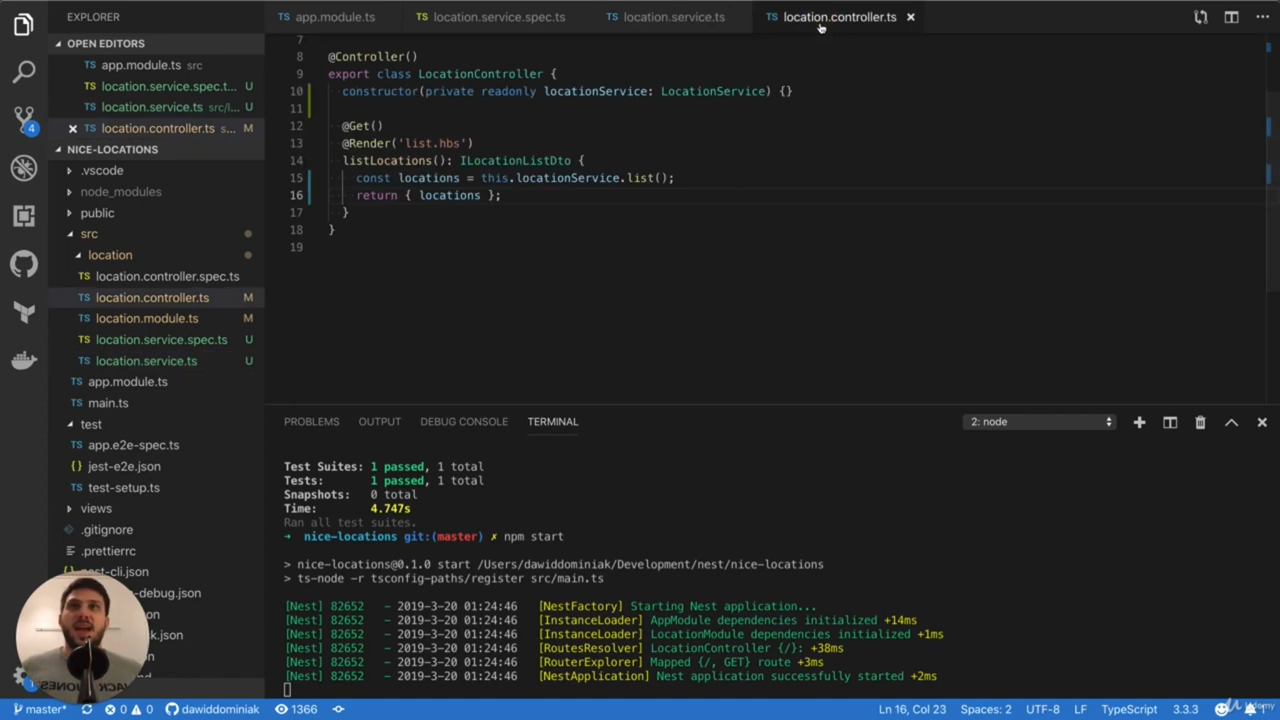 EXPLORER
OPEN EDITORS
TS app.module.ts src
TS location.service.spec.t... U
TS location.service.ts src/l... U
TS location.controller.ts s... M
NICE-LOCATIONS
.vscode
node_modules
public
src
location
TS location.controller.spec.ts
TS location.controller.ts M
TS location.module.ts M
TS location.service.spec.ts U
TS location.service.ts U
TS app.module.ts
TS main.ts
test
TS app.e2e-spec.ts
{} jest-e2e.json
TS test-setup.ts
views
.gitignore
.prettierrc
st-cli.json
-debug.json
k.json
on
4
1
TS app.module.ts
TS location.service.spec.ts
TS location.service.ts
TS location.controller.ts
7
8 @Controller()
9 export class LocationController {
10 constructor(private readonly locationService: LocationService) {}
11
12 @Get()
13 @Render('list.hbs')
14 listLocations(): ILocationListDto {
15 const locations = this.locationService.list();
16 return { locations };
17 }
18 }
19
PROBLEMS OUTPUT DEBUG CONSOLE TERMINAL 2: node
Test Suites: 1 passed, 1 total
Tests: 1 passed, 1 total
Snapshots: 0 total
Time: 4.747s
Ran all test suites.
→ nice-locations git:(master) ✗ npm start
> nice-locations@0.1.0 start /Users/dawiddominiak/Development/nest/nice-locations
> ts-node -r tsconfig-paths/register src/main.ts
[Nest] 82652 - 2019-3-20 01:24:46 [NestFactory] Starting Nest application...
[Nest] 82652 - 2019-3-20 01:24:46 [InstanceLoader] AppModule dependencies initialized +14ms
[Nest] 82652 - 2019-3-20 01:24:46 [InstanceLoader] LocationModule dependencies initialized +1ms
[Nest] 82652 - 2019-3-20 01:24:46 [RoutesResolver] LocationController {/}: +38ms
[Nest] 82652 - 2019-3-20 01:24:46 [RouterExplorer] Mapped {/, GET} route +3ms
[Nest] 82652 - 2019-3-20 01:24:46 [NestApplication] Nest application successfully started +2ms
JACK JONES
master* 0 0 dawiddominiak 1366 Ln 16, Col 23 Spaces: 2 UTF-8 LF TypeScript 3.3.3